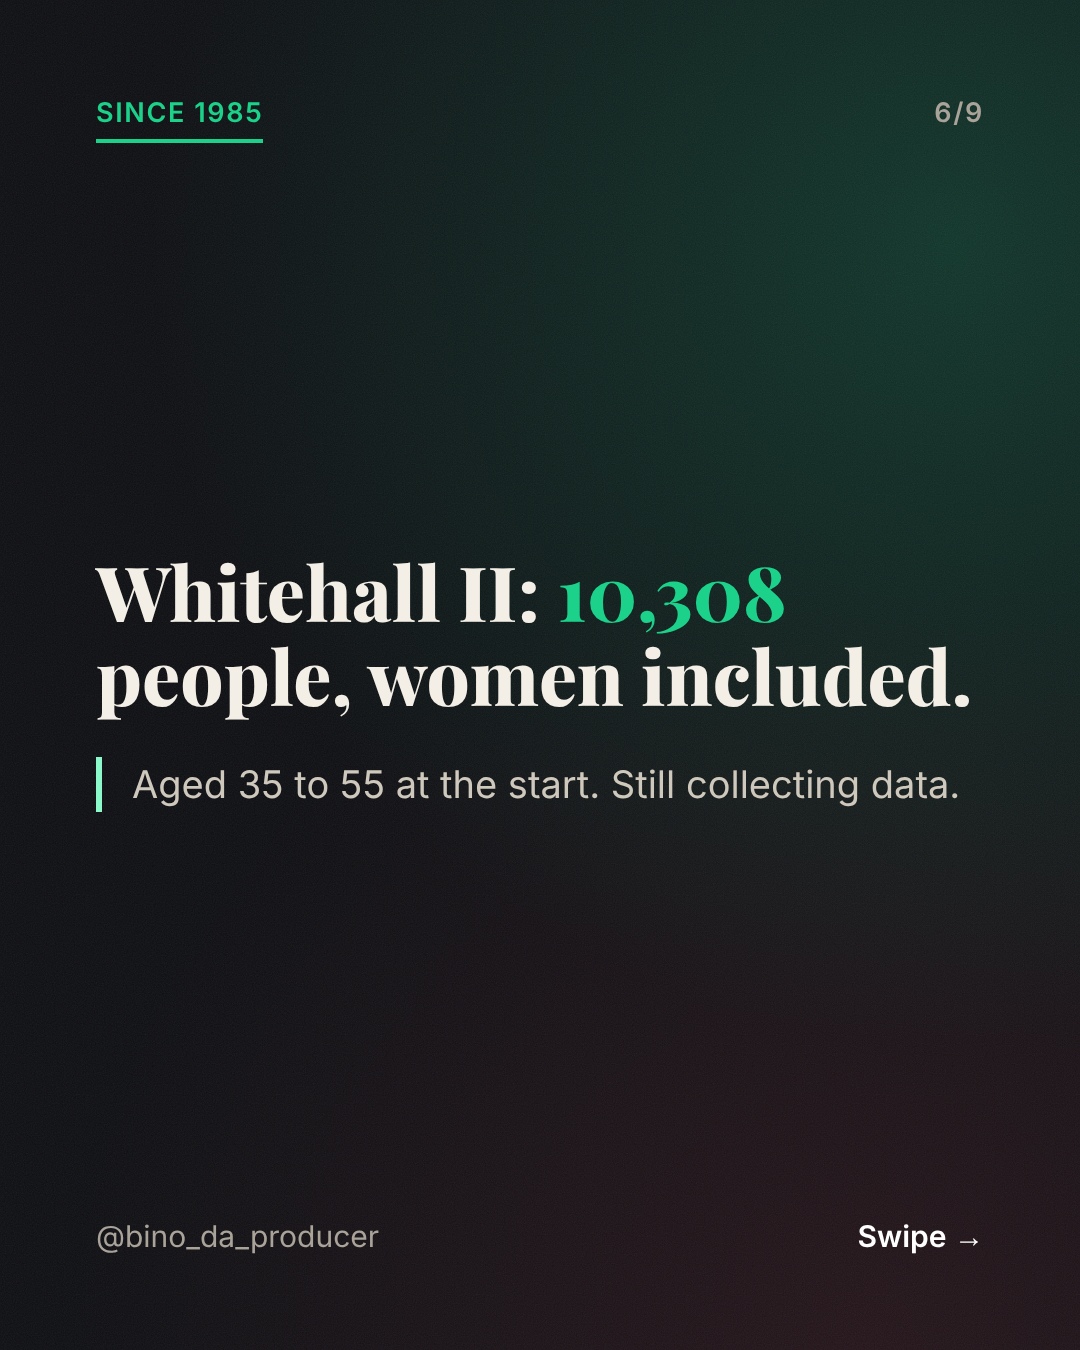 SINCE 1985
6/9
Whitehall II: 10,308
people, women included.
Aged 35 to 55 at the start. Still collecting data.
@bino_da_producer
Swipe →